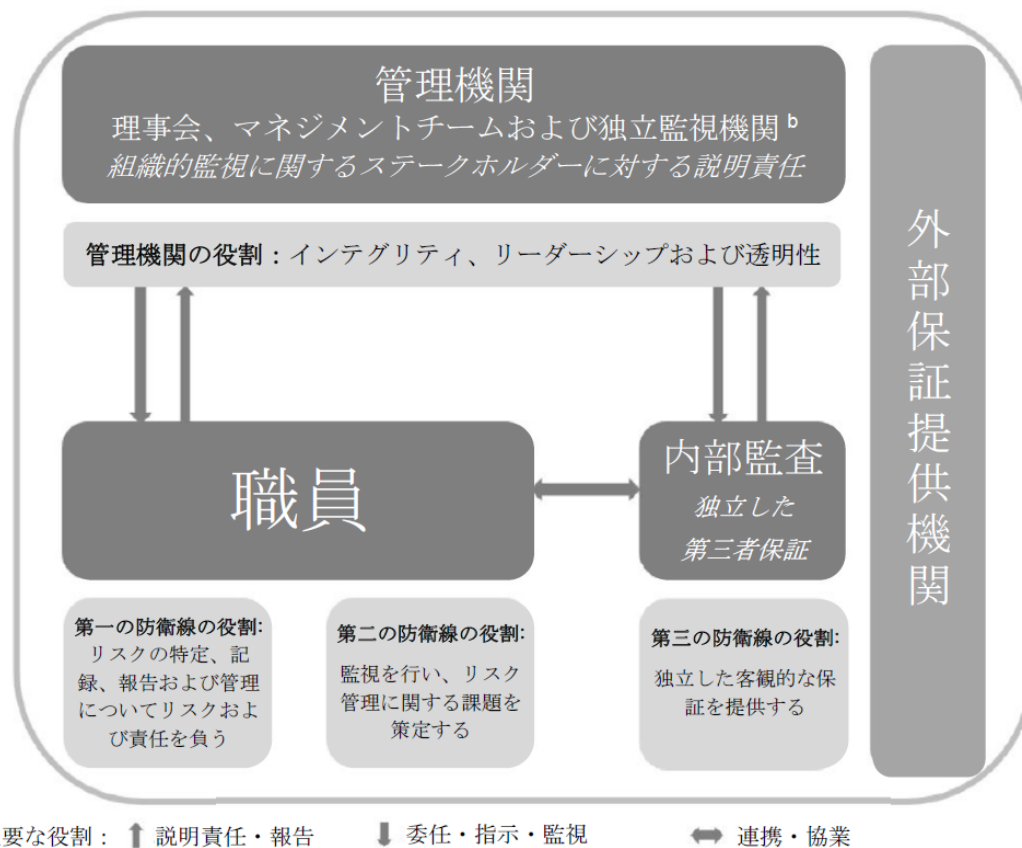 管理機関
理事会、マネジメントチームおよび独立監視機関 b
組織的監視に関するステークホルダーに対する説明責任
管理機関の役割：インテグリティ、リーダーシップおよび透明性
職員
内部監査
独立した
第三者保証
第一の防衛線の役割:
リスクの特定、記
録、報告および管理
についてリスクおよ
び責任を負う
第二の防衛線の役割:
監視を行い、リスク
管理に関する課題を
策定する
第三の防衛線の役割:
独立した客観的な保
証を提供する
外部保証提供機関
要な役割： 説明責任・報告 委任・指示・監視 連携・協業